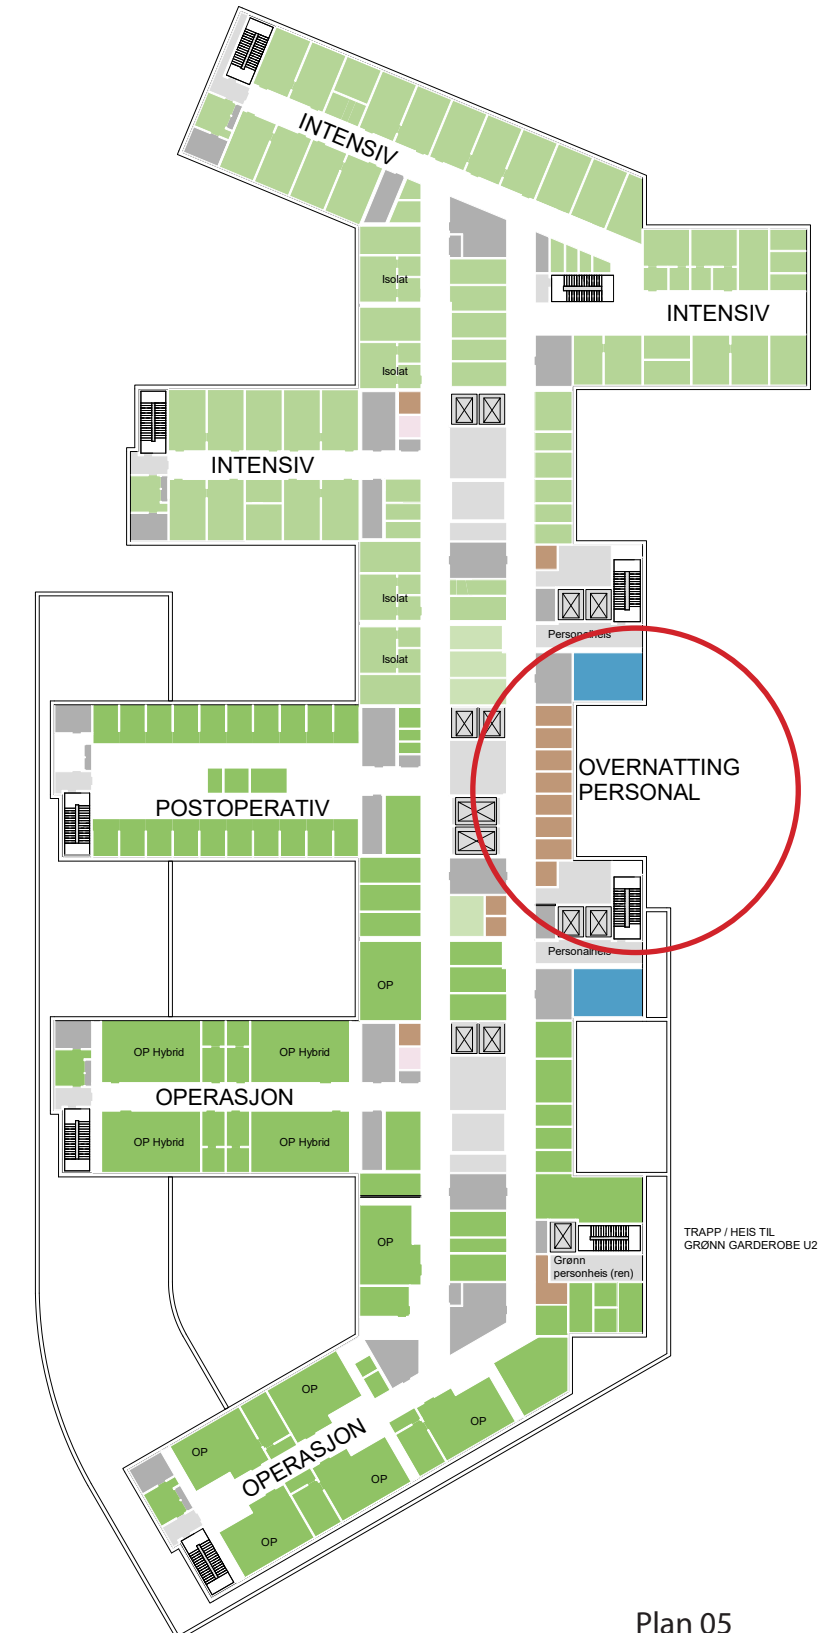 INTENSIV
Isolat
INTENSIV
Isolat
INTENSIV
Isolat
Personalheis
Isolat
OVERNATTING
PERSONAL
POSTOPERATIV
Personalheis
OP
OP Hybrid
OP Hybrid
OPERASJON
OP Hybrid
OP Hybrid
TRAPP / HEIS TIL
GRØNN GARDEROBE U2
OP
Grønn
personheis (ren)
OP
OP
OP
OPERASJON
OP
OP
Plan 05